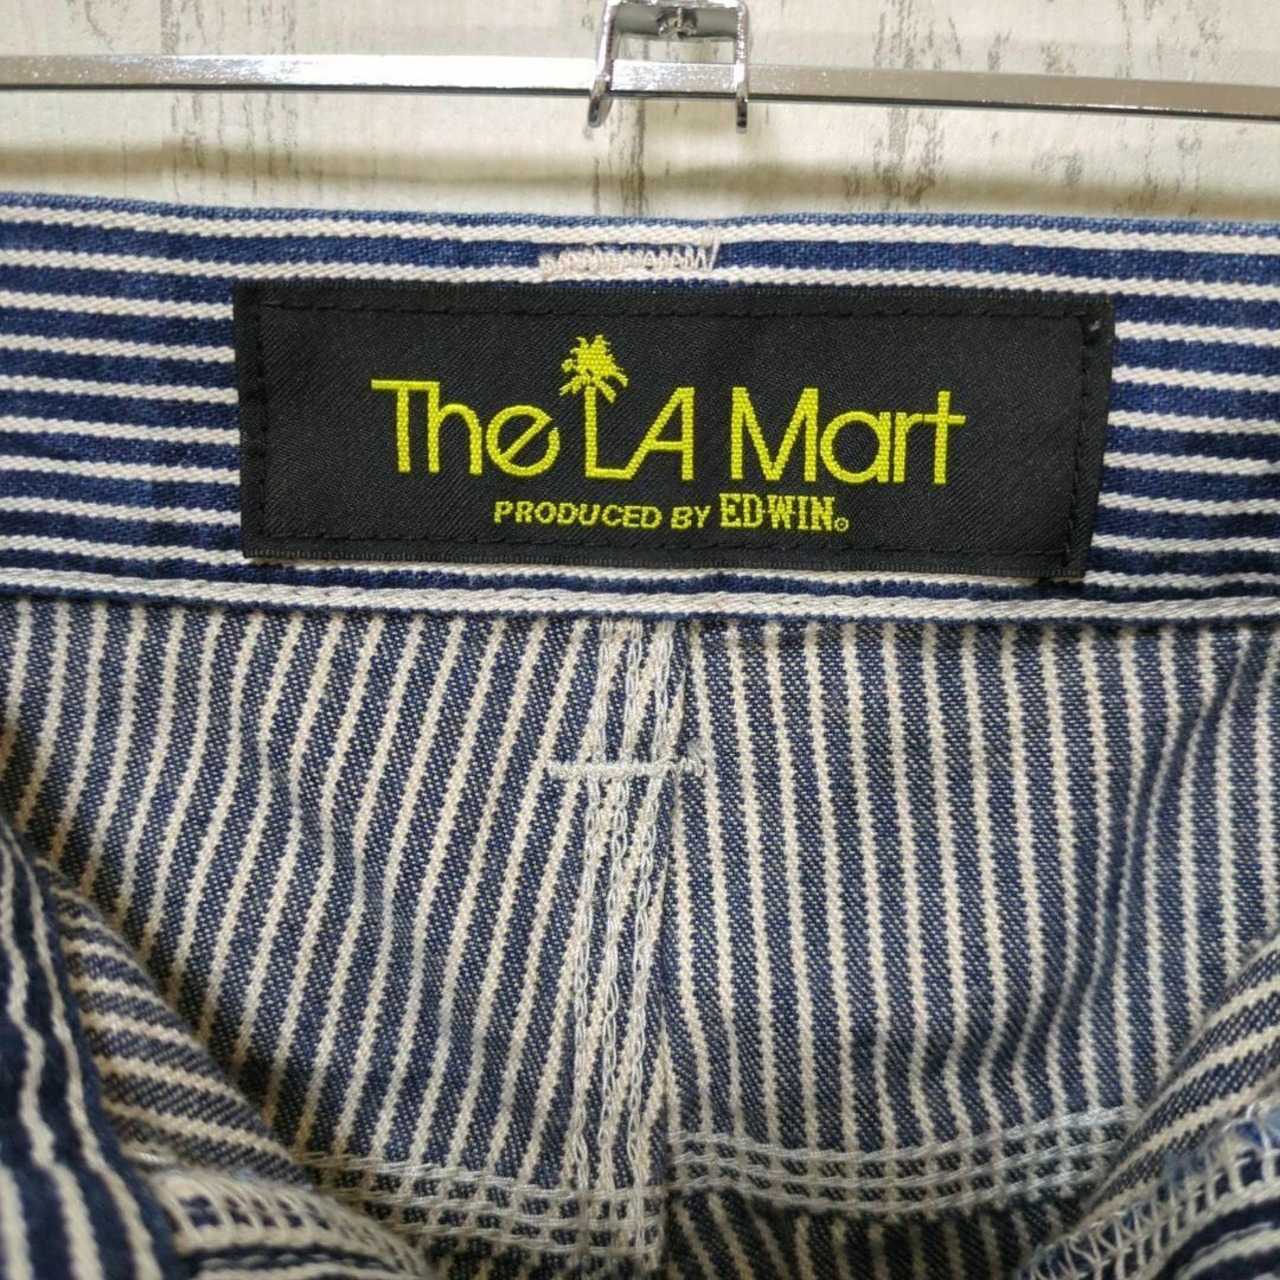 The LA Mart
PRODUCED BY EDWIN®